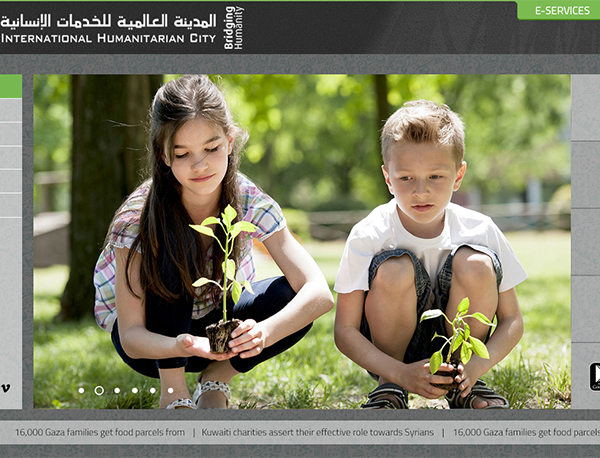 E-SERVICES
المدينة العالمية للخدمات الإنسانية
INTERNATIONAL HUMANITARIAN CITY
Bridging
Humanity
16,000 Gaza families get food parcels from | Kuwaiti charities assert their effective role towards Syrians | 16,000 Gaza families get food parcels